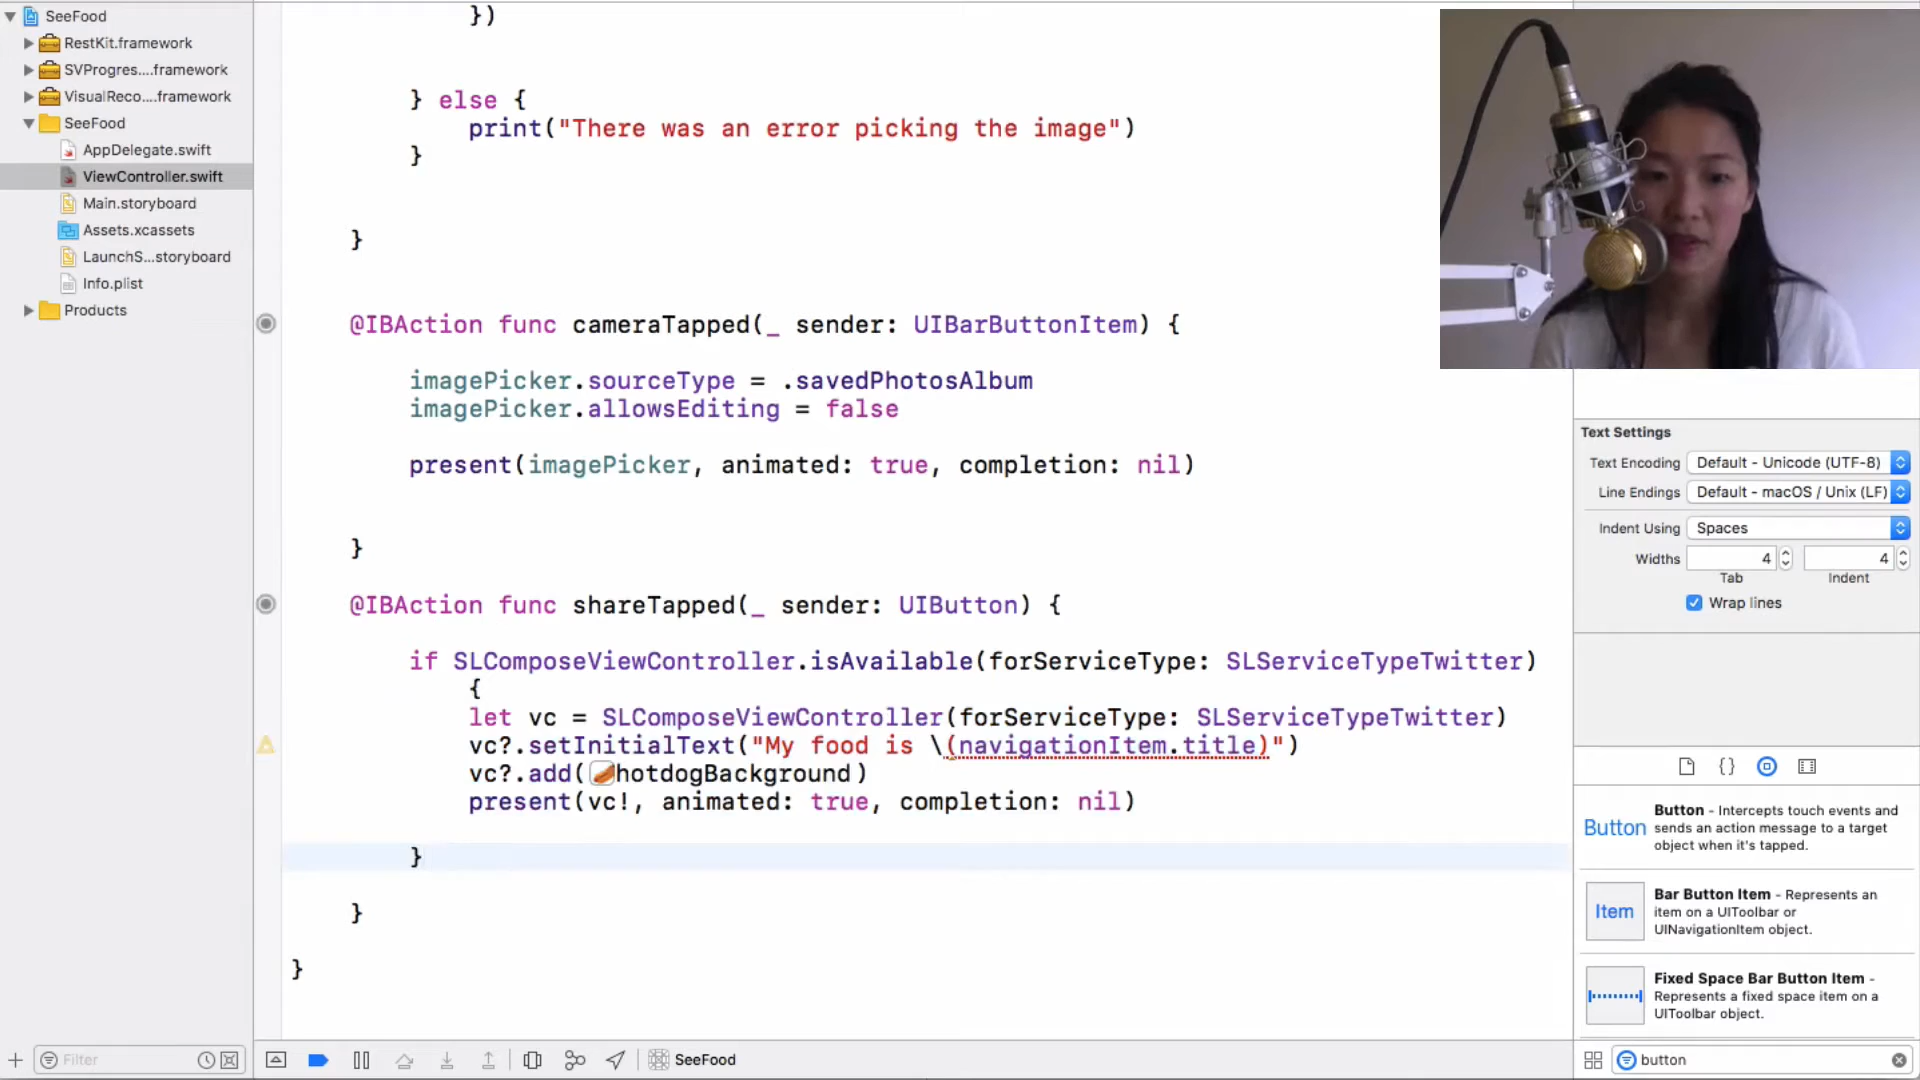 SeeFood
RestKit.framework
SVProgres....framework
VisualReco....framework
SeeFood
AppDelegate.swift
ViewController.swift
Main.storyboard
Assets.xcassets
LaunchS...storyboard
Info.plist
Products
Filter
})
} else {
print("There was an error picking the image")
}
}
@IBAction func cameraTapped(_ sender: UIBarButtonItem) {
imagePicker.sourceType = .savedPhotosAlbum
imagePicker.allowsEditing = false
present(imagePicker, animated: true, completion: nil)
}
@IBAction func shareTapped(_ sender: UIButton) {
if SLComposeViewController.isAvailable(forServiceType: SLServiceTypeTwitter)
{
let vc = SLComposeViewController(forServiceType: SLServiceTypeTwitter)
vc?.setInitialText("My food is \(navigationItem.title)")
vc?.add(hotdogBackground)
present(vc!, animated: true, completion: nil)
}
}
}
SeeFood
Text Settings
Text Encoding Default - Unicode (UTF-8)
Line Endings Default - macOS / Unix (LF)
Indent Using Spaces
Widths 4 4
Tab Indent
Wrap lines
{}
Button
Button - Intercepts touch events and
sends an action message to a target
object when it's tapped.
Item
Bar Button Item - Represents an
item on a UIToolbar or
UINavigationItem object.
Fixed Space Bar Button Item -
Represents a fixed space item on a
UIToolbar object.
button